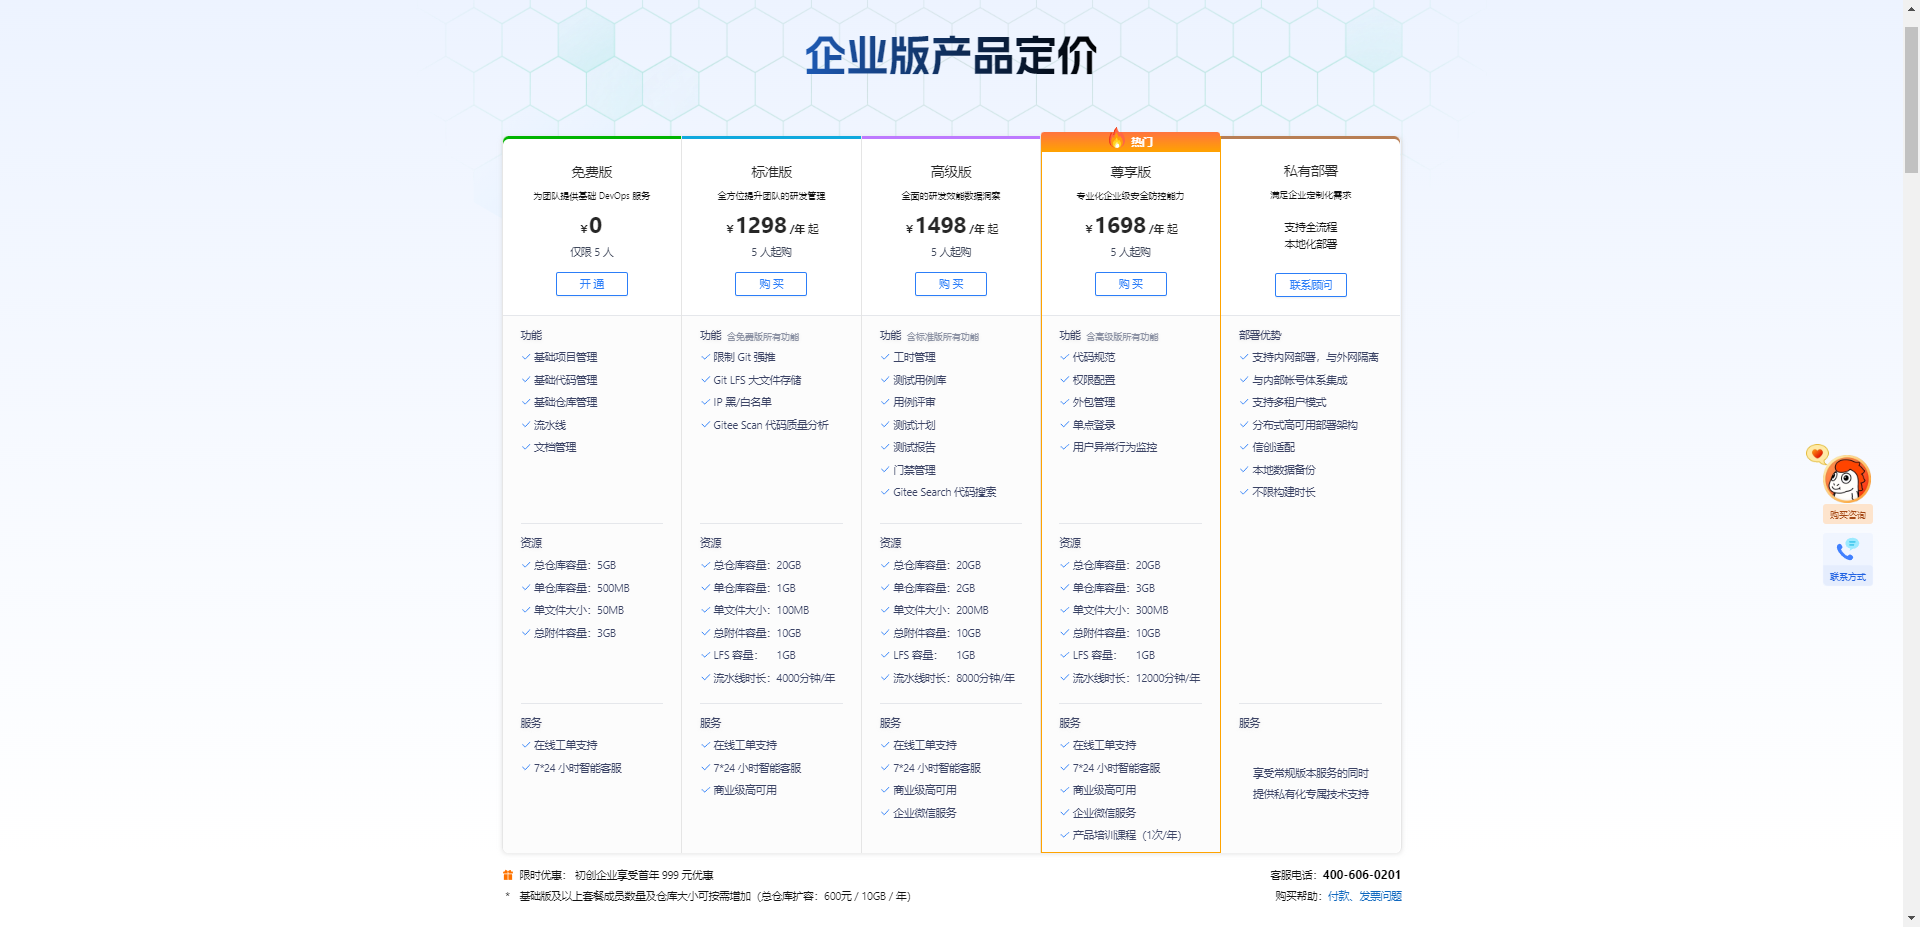 企业版产品定价
免费版
为团队提供基础 DevOps 服务
¥0
仅限 5 人
开通
功能
基础项目管理
基础代码管理
基础仓库管理
流水线
文档管理
资源
总仓库容量：5GB
单仓库容量：500MB
单文件大小：50MB
总附件容量：3GB
服务
在线工单支持
7*24 小时智能客服
标准版
全方位提升团队的研发管理
¥1298 /年 起
5 人起购
购买
功能 含免费版所有功能
限制 Git 强推
Git LFS 大文件存储
IP 黑/白名单
Gitee Scan 代码质量分析
资源
总仓库容量：20GB
单仓库容量：1GB
单文件大小：100MB
总附件容量：10GB
LFS 容量： 1GB
流水线时长：4000分钟/年
服务
在线工单支持
7*24 小时智能客服
商业级高可用
高级版
全面的研发效能数据洞察
¥1498 /年 起
5 人起购
购买
功能 含标准版所有功能
工时管理
测试用例库
用例评审
测试计划
测试报告
门禁管理
Gitee Search 代码搜索
资源
总仓库容量：20GB
单仓库容量：2GB
单文件大小：200MB
总附件容量：10GB
LFS 容量： 1GB
流水线时长：8000分钟/年
服务
在线工单支持
7*24 小时智能客服
商业级高可用
企业微信服务
热门
尊享版
专业化企业级安全防控能力
¥1698 /年 起
5 人起购
购买
功能 含高级版所有功能
代码规范
权限配置
外包管理
单点登录
用户异常行为监控
资源
总仓库容量：20GB
单仓库容量：3GB
单文件大小：300MB
总附件容量：10GB
LFS 容量： 1GB
流水线时长：12000分钟/年
服务
在线工单支持
7*24 小时智能客服
商业级高可用
企业微信服务
产品培训课程（1次/年）
私有部署
满足企业定制化需求
支持全流程
本地化部署
联系顾问
部署优势
支持内网部署，与外网隔离
与内部帐号体系集成
支持多租户模式
分布式高可用部署架构
信创适配
本地数据备份
不限构建时长
服务
享受常规版本服务的同时
提供私有化专属技术支持
限时优惠： 初创企业享受首年 999 元优惠
* 基础版及以上套餐成员数量及仓库大小可按需增加（总仓库扩容：600元 / 10GB / 年）
客服电话：400-606-0201
购买帮助：付款、发票问题
购买咨询
联系方式